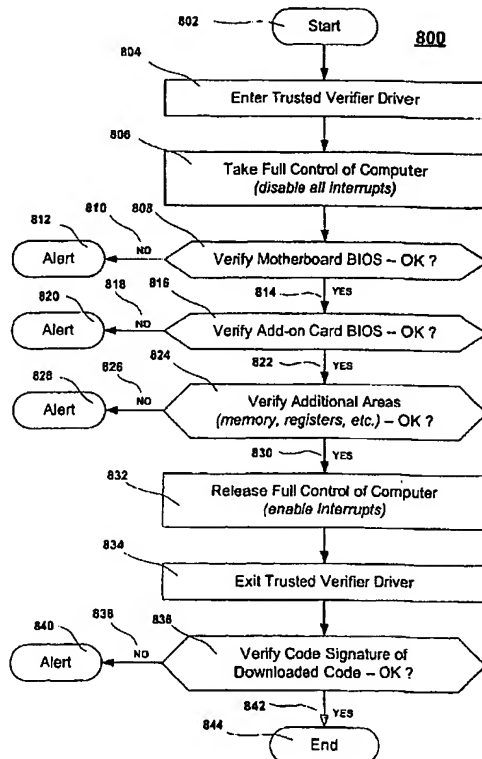 802
Start
800
804
Enter Trusted Verifier Driver
806
Take Full Control of Computer
(disable all interrupts)
812
810
808
Alert
NO
Verify Motherboard BIOS – OK ?
814
YES
820
818
816
Alert
NO
Verify Add-on Card BIOS – OK ?
822
YES
828
826
824
Alert
NO
Verify Additional Areas
(memory, registers, etc.) – OK ?
830
YES
832
Release Full Control of Computer
(enable Interrupts)
834
Exit Trusted Verifier Driver
840
838
836
Alert
NO
Verify Code Signature of
Downloaded Code – OK ?
842
YES
844
End